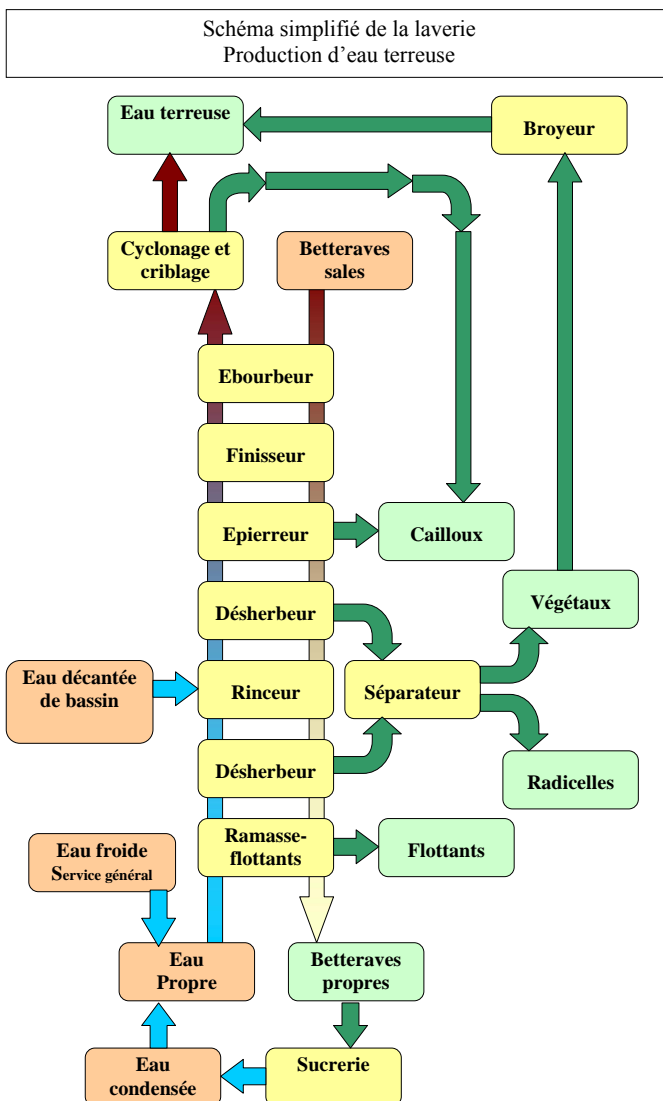 Schéma simplifié de la laverie
Production d'eau terreuse
Eau terreuse
Broyeur
Cyclonage et
criblage
Betteraves
sales
Ebourbeur
Finisseur
Epierreur
Cailloux
Désherbeur
Végétaux
Eau décantée
de bassin
Rinceur
Séparateur
Désherbeur
Radicelles
Eau froide
Service général
Ramasse-
flottants
Flottants
Eau
Propre
Betteraves
propres
Eau
condensée
Sucrerie